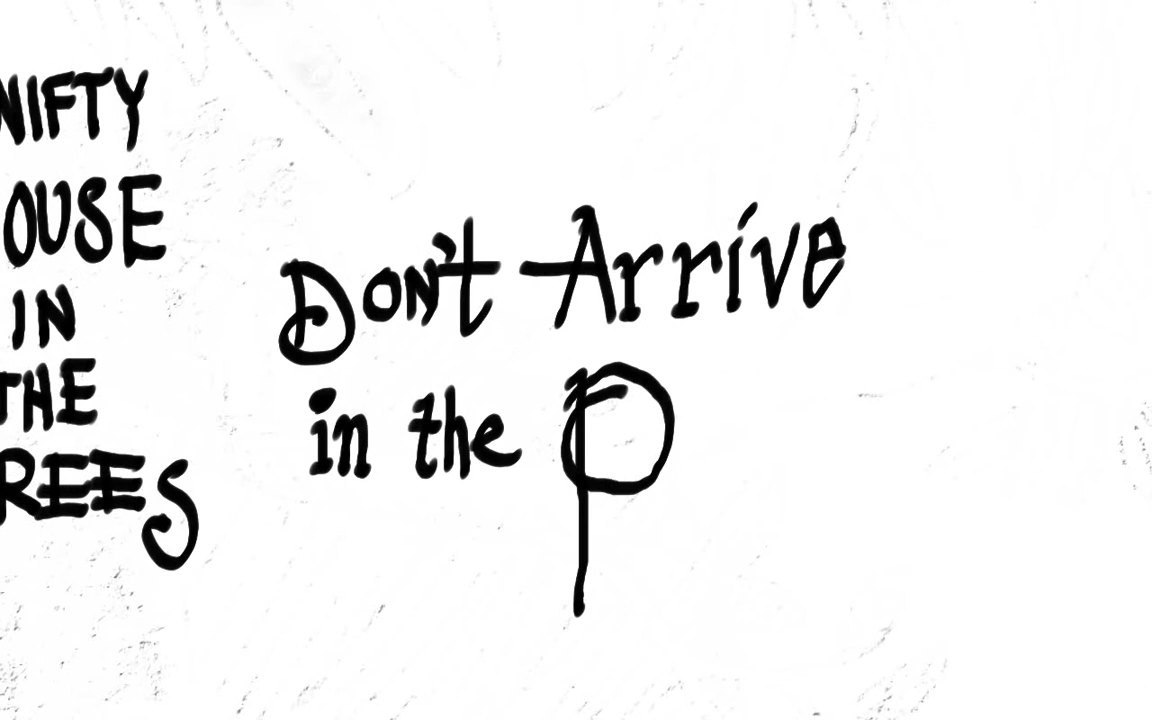 NIFTY
OUSE
IN
THE
REES
Don't Arrive
in the P